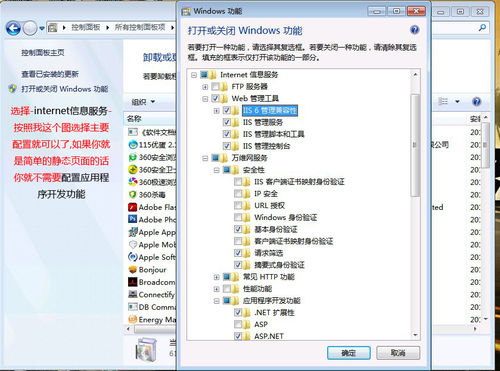 Windows 功能
控制面板 ▸ 所有控制面板项
控制面板主页
查看已安装的更新
打开或关闭 Windows 功能
选择-internet信息服务-
按照我这个图选择主要
配置就可以了,如果你就
是简单的静态页面的话
你就不需要配置应用程
序开发功能
卸载或更
若要卸载程
组织
名称
《软件文档
115优蛋 2.
360安全浏
360安全卫士
360极速浏
360杀毒
Adobe Flas
Adobe Pho
Apple App
Apple Mob
Apple Soft
Bonjour
Broadcom
Connectify
DB Comma
Energy Ma
打开或关闭 Windows 功能
若要打开一种功能，请选择其复选框。若要关闭一种功能，请清除其复选
框。填充的框表示仅打开该功能的一部分。
Internet 信息服务
FTP 服务器
Web 管理工具
IIS 6 管理兼容性
IIS 管理服务
IIS 管理脚本和工具
IIS 管理控制台
万维网服务
安全性
IIS 客户端证书映射身份验证
IP 安全
URL 授权
Windows 身份验证
基本身份验证
客户端证书映射身份验证
请求筛选
摘要式身份验证
常见 HTTP 功能
性能功能
应用程序开发功能
.NET 扩展性
ASP
ASP.NET
确定
取消
安
限公司
ted
当